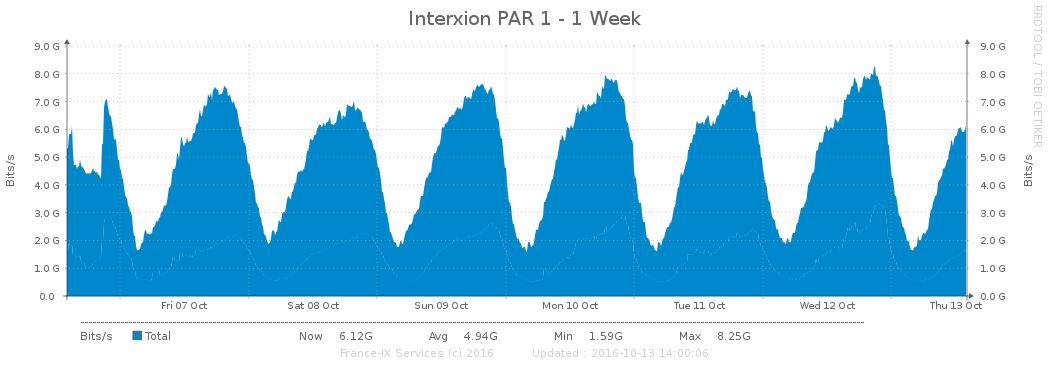 Interxion PAR 1 - 1 Week
RRDTOOL / TOBI OETIKER
Bits/s
9.0 G 9.0 G
8.0 G 8.0 G
7.0 G 7.0 G
6.0 G 6.0 G
5.0 G 5.0 G
4.0 G 4.0 G
3.0 G 3.0 G
2.0 G 2.0 G
1.0 G 1.0 G
0.0 0.0 G
Bits/s
Fri 07 Oct Sat 08 Oct Sun 09 Oct Mon 10 Oct Tue 11 Oct Wed 12 Oct Thu 13 Oct
Bits/s Total Now 6.12G Avg 4.94G Min 1.59G Max 8.25G
France-IX Services (c) 2016 Updated : 2016-10-13 14:00:06